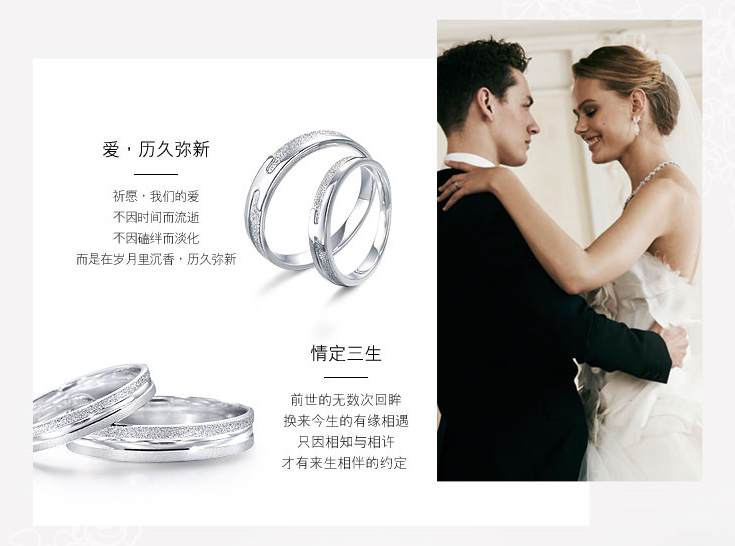 爱，历久弥新
祈愿，我们的爱
不因时间而流逝
不因磕绊而淡化
而是在岁月里沉香，历久弥新
情定三生
前世的无数次回眸
换来今生的有缘相遇
只因相知与相许
才有来生相伴的约定